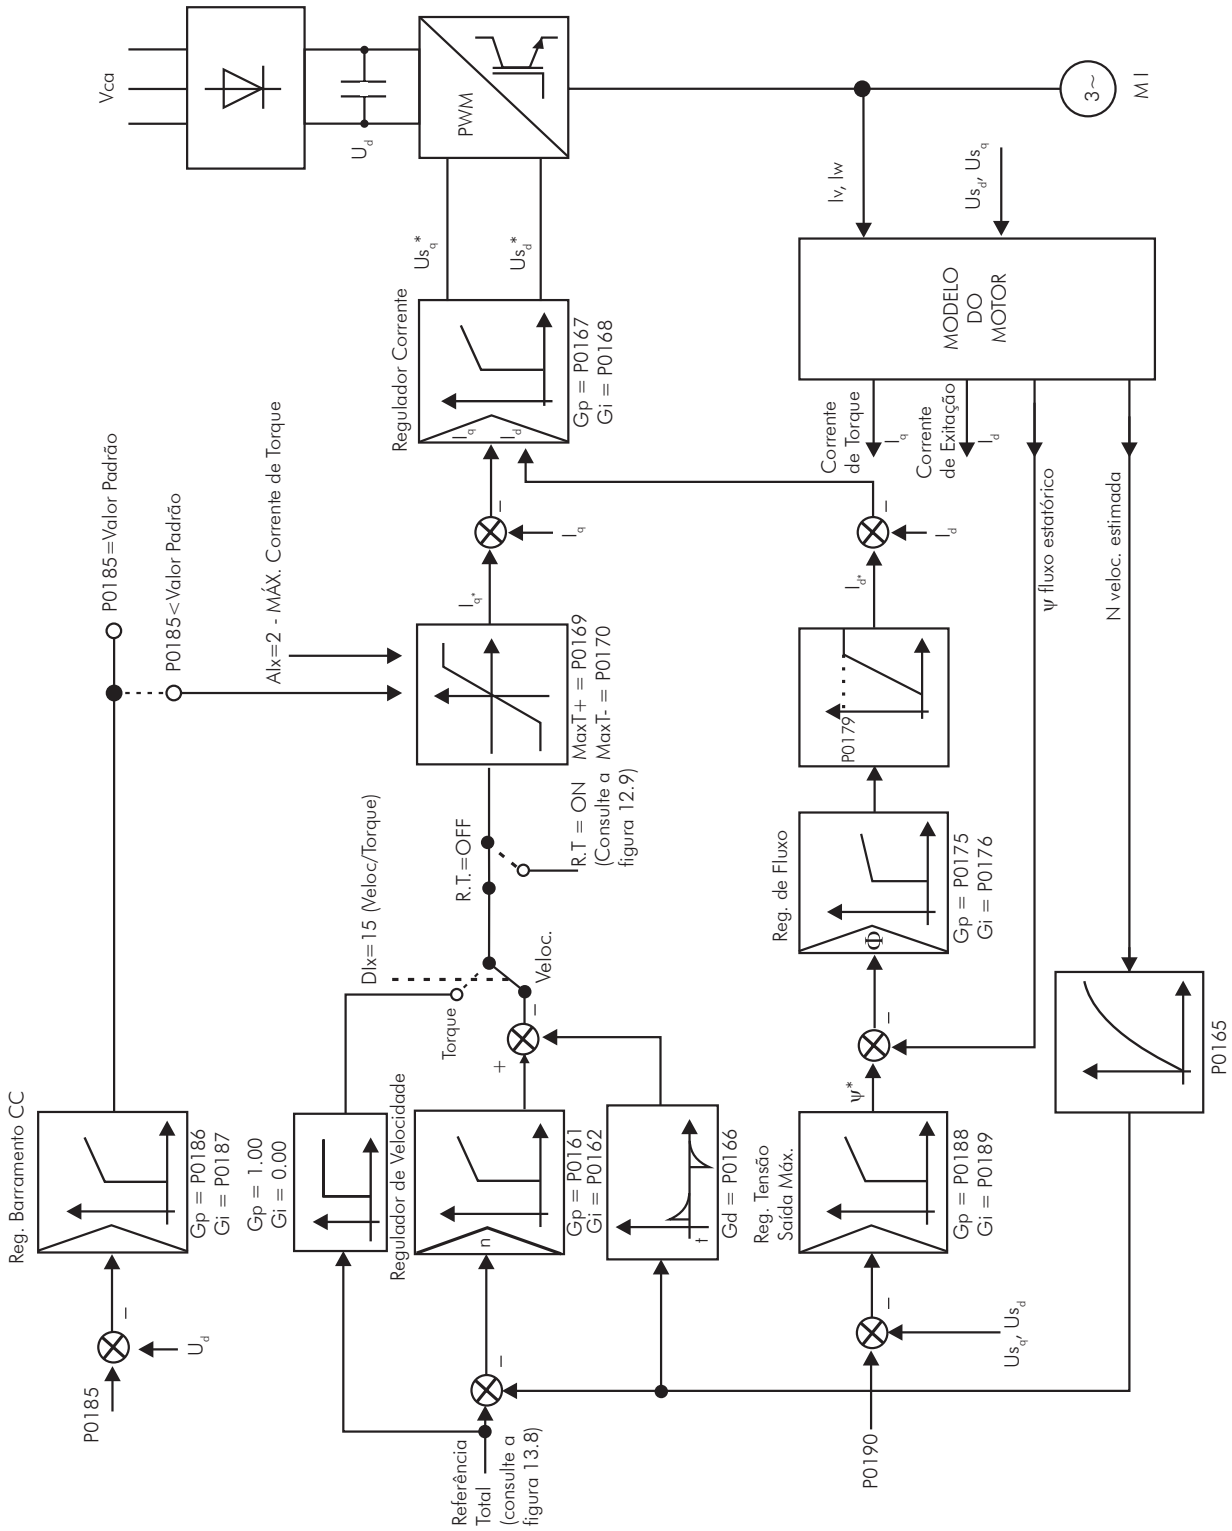 Reg. Barramento CC
P0185
U_d
Gp = P0186
Gi = P0187
P0185=Valor Padrão
P0185<Valor Padrão
AIx=2 - MÁX. Corrente de Torque
Vca
U_d
PWM
Gp = 1.00
Gi = 0.00
Regulador de Velocidade
n
Gp = P0161
Gi = P0162
t
Gd = P0166
Referência
Total
(consulte a
figura 13.8)
Torque
+
−
Veloc.
DIx=15 (Veloc/Torque)
R.T.=OFF
R.T = ON
(Consulte a
figura 12.9)
MaxT+ = P0169
MaxT- = P0170
I_q*
I_q
−
Regulador Corrente
I_q
I_d
Gp = P0167
Gi = P0168
Us_q*
Us_d*
Iv, Iw
Us_d, Us_q
3~
M I
P0190
Us_q, Us_d
−
Reg. Tensão
Saída Máx.
Gp = P0188
Gi = P0189
ψ*
−
Reg. de Fluxo
Φ
Gp = P0175
Gi = P0176
P0179
I_d*
I_d
−
MODELO
DO
MOTOR
Corrente
de Torque
I_q
Corrente
de Exitação
I_d
ψ fluxo estatórico
N veloc. estimada
P0165